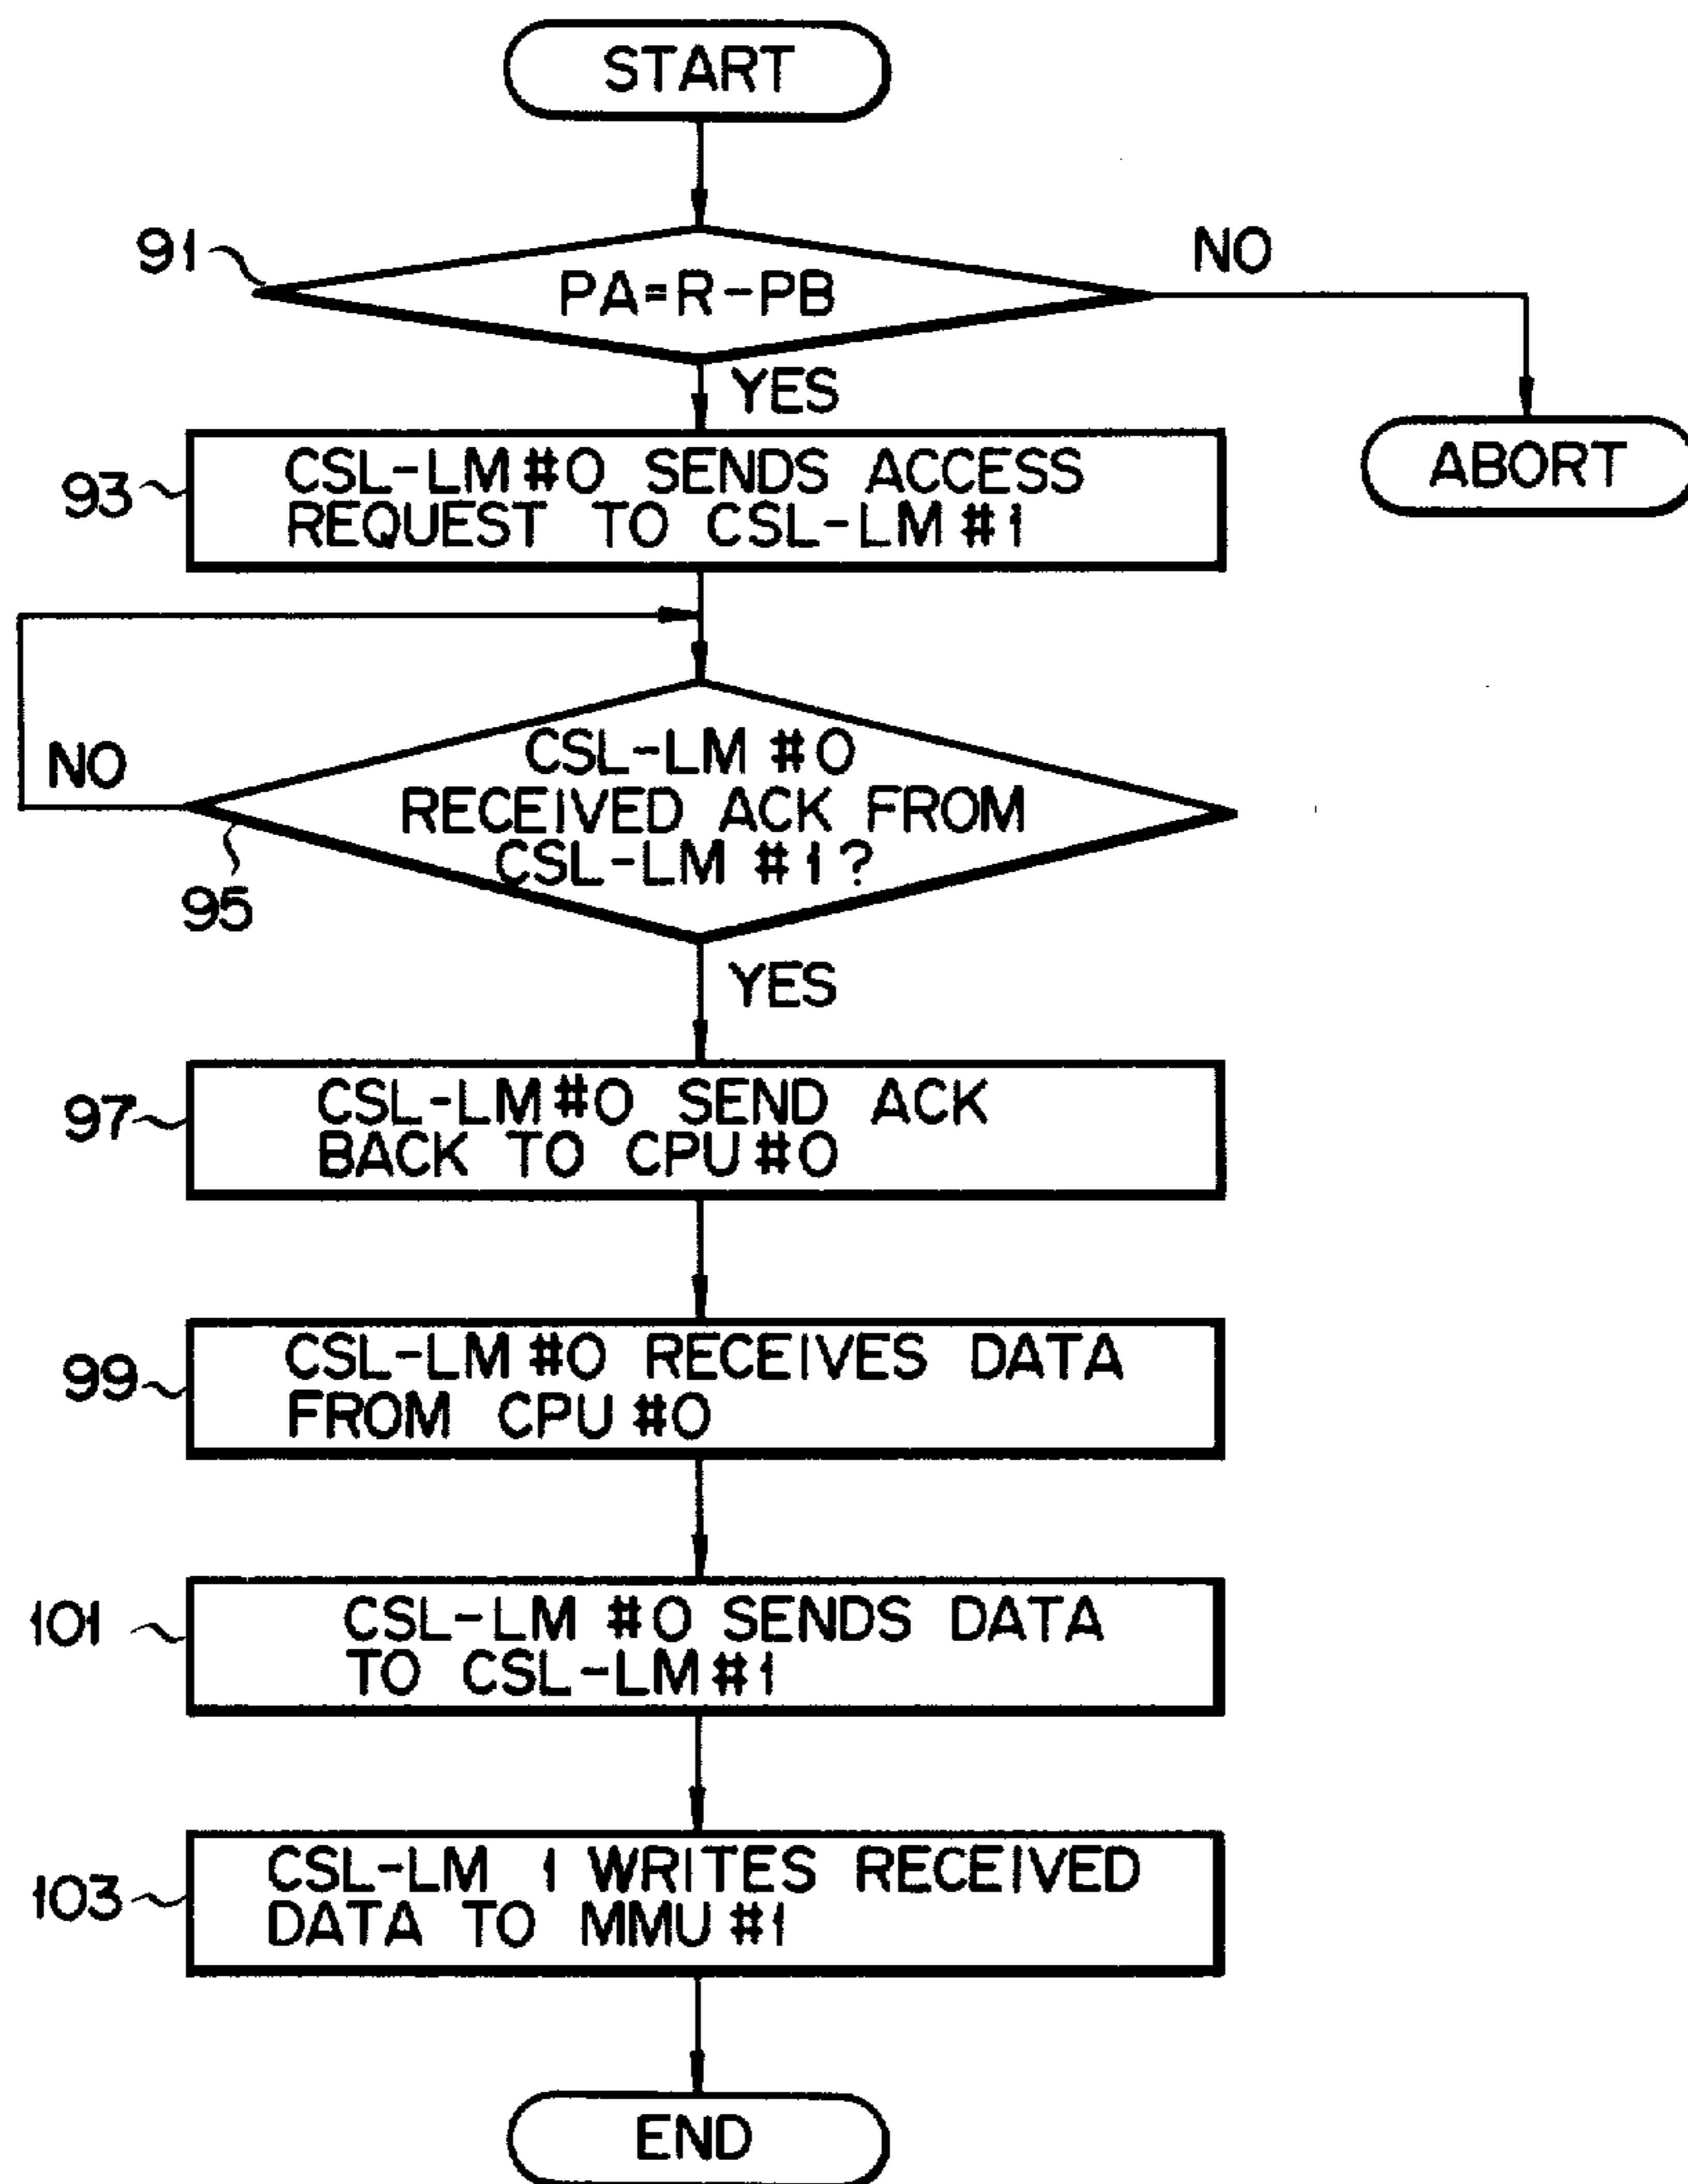 START
91
PA=R-PB
NO
YES
ABORT
93
CSL-LM #0 SENDS ACCESS
REQUEST TO CSL-LM #1
NO
CSL-LM #0
RECEIVED ACK FROM
CSL-LM #1?
95
YES
97
CSL-LM #0 SEND ACK
BACK TO CPU #0
99
CSL-LM #0 RECEIVES DATA
FROM CPU #0
101
CSL-LM #0 SENDS DATA
TO CSL-LM #1
103
CSL-LM 1 WRITES RECEIVED
DATA TO MMU #1
END